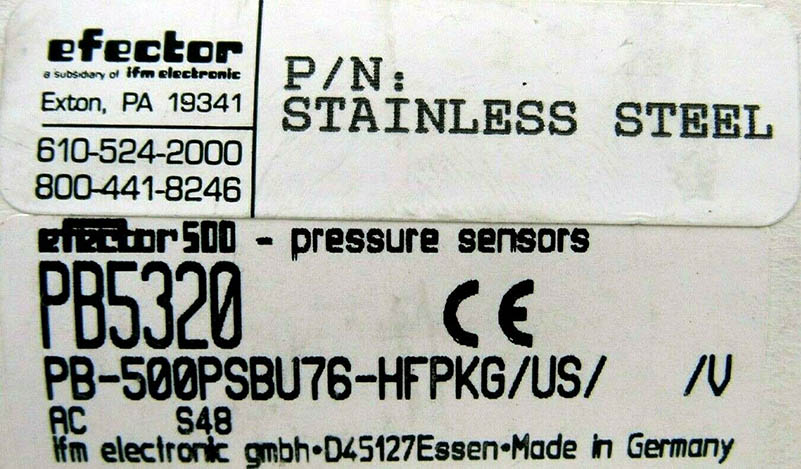 efector
a subsidiary of ifm electronic
Exton, PA 19341
610-524-2000
800-441-8246
P/N:
STAINLESS STEEL
efector500 - pressure sensors
PB5320 CE
PB-500PSBU76-HFPKG/US/ /V
AC S48
ifm electronic gmbh•D45127Essen•Made in Germany